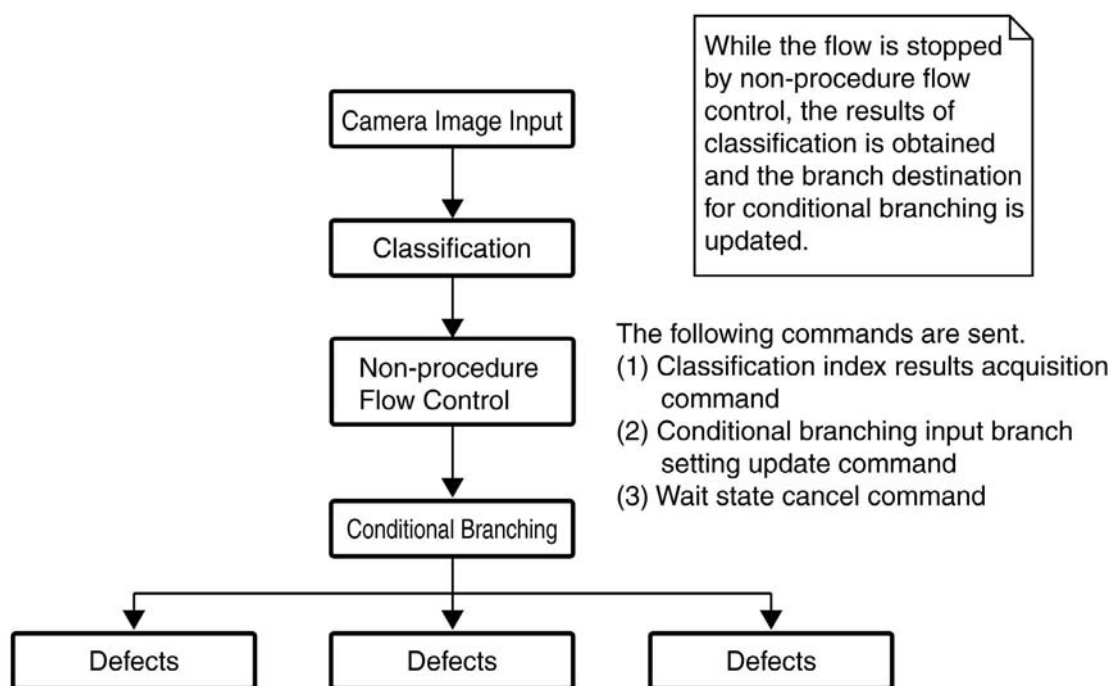 While the flow is stopped
by non-procedure flow
control, the results of
classification is obtained
and the branch destination
for conditional branching is
updated.
Camera Image Input
Classification
Non-procedure
Flow Control
The following commands are sent.
(1) Classification index results acquisition
command
(2) Conditional branching input branch
setting update command
(3) Wait state cancel command
Conditional Branching
Defects
Defects
Defects